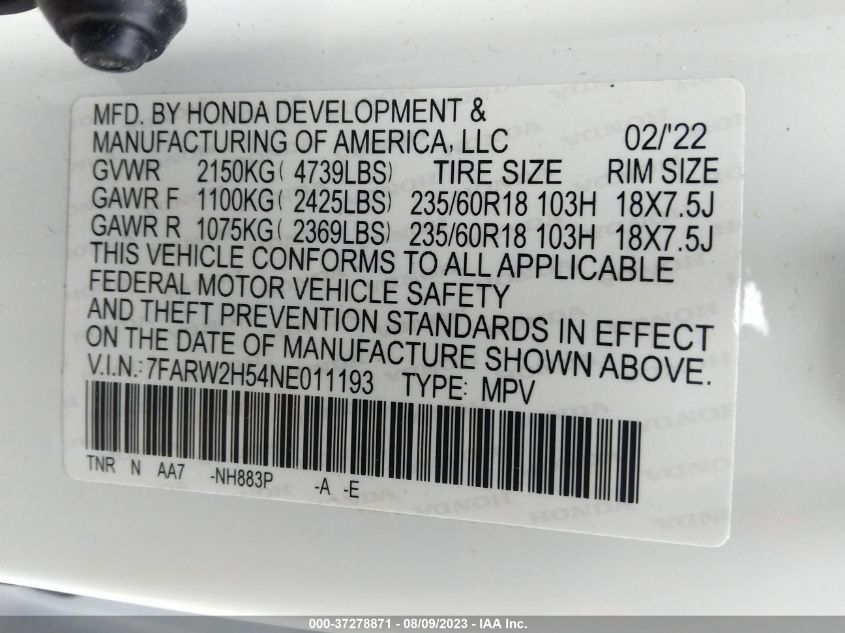 MFD. BY HONDA DEVELOPMENT &
MANUFACTURING OF AMERICA, LLC 02/'22
GVWR 2150KG( 4739LBS) TIRE SIZE RIM SIZE
GAWR F 1100KG(2425LBS) 235/60R18 103H 18X7.5J
GAWR R 1075KG(2369LBS) 235/60R18 103H 18X7.5J
THIS VEHICLE CONFORMS TO ALL APPLICABLE
FEDERAL MOTOR VEHICLE SAFETY
AND THEFT PREVENTION STANDARDS IN EFFECT
ON THE DATE OF MANUFACTURE SHOWN ABOVE.
V.I.N.:7FARW2H54NE011193 TYPE: MPV
TNR N AA7 -NH883P -A -E
000-37278871 - 08/09/2023 - IAA Inc.